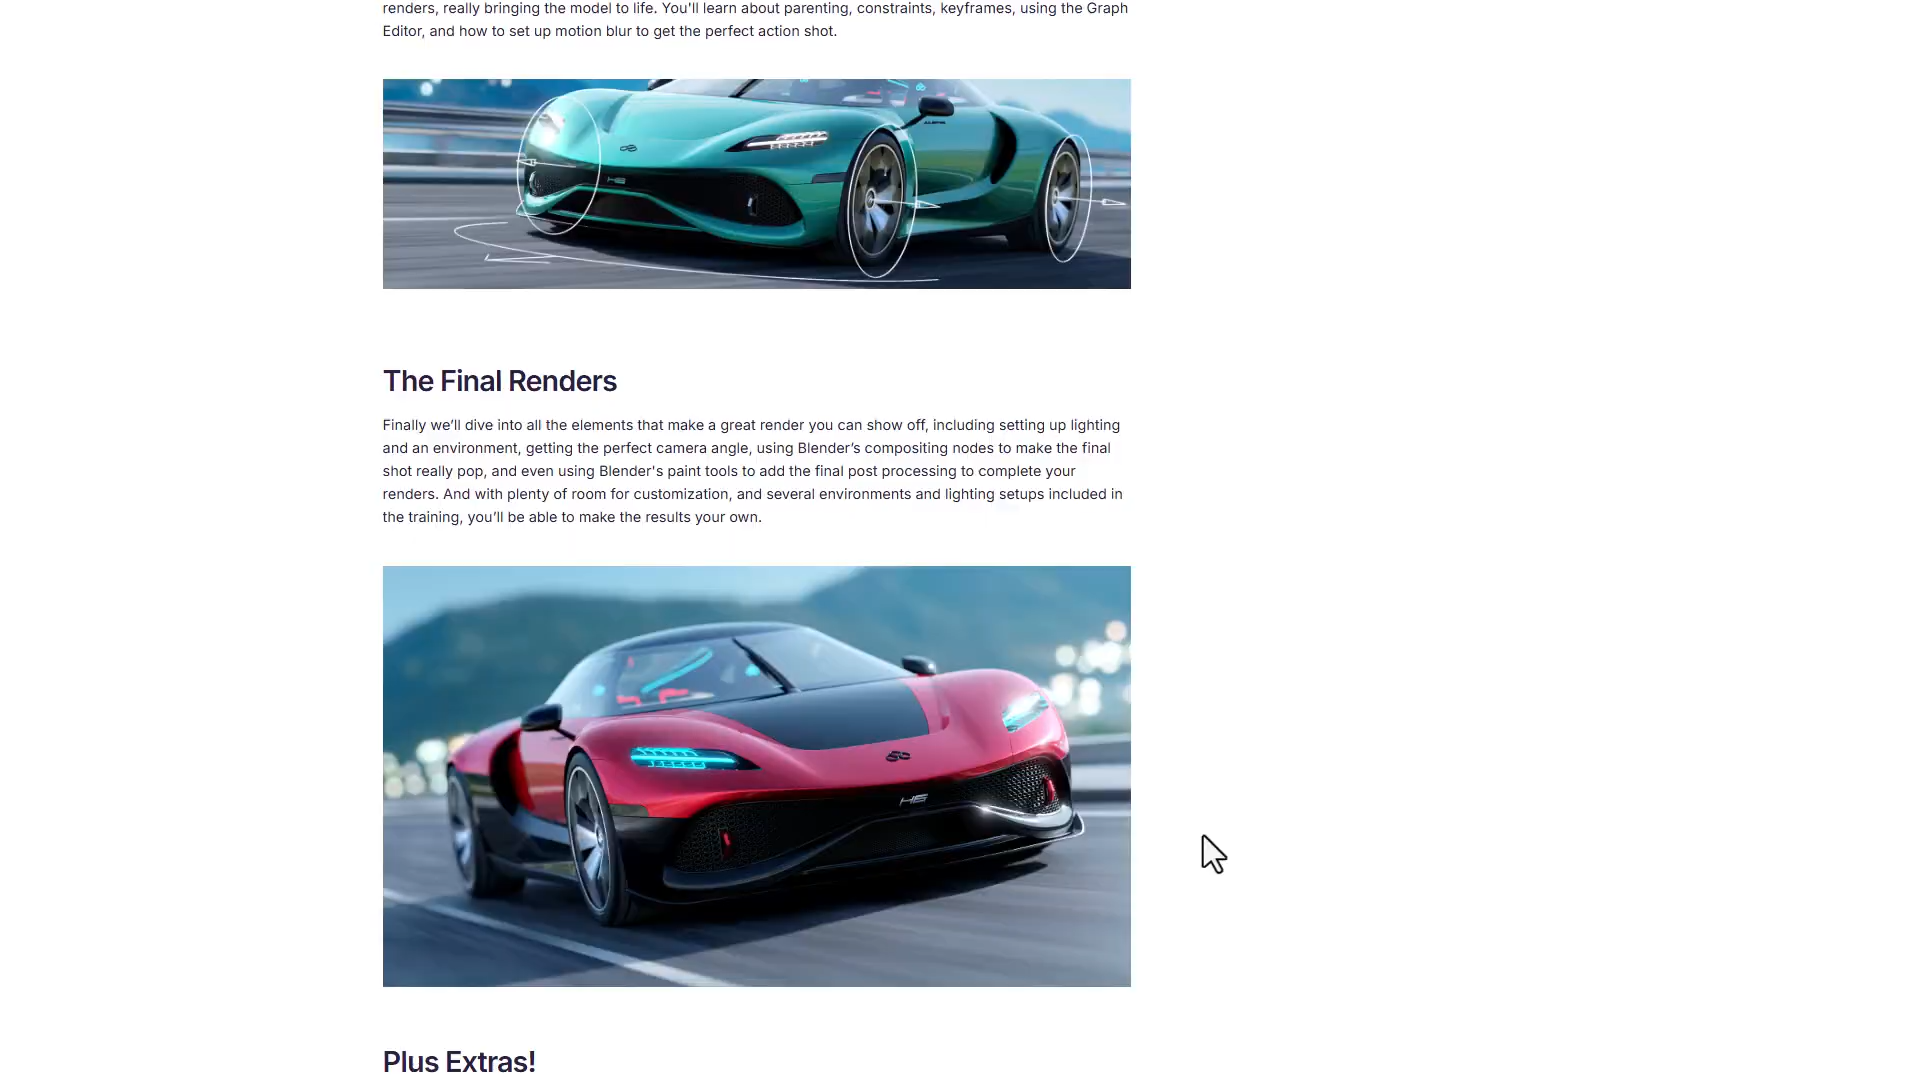 renders, really bringing the model to life. You'll learn about parenting, constraints, keyframes, using the Graph
Editor, and how to set up motion blur to get the perfect action shot.
The Final Renders
Finally we’ll dive into all the elements that make a great render you can show off, including setting up lighting
and an environment, getting the perfect camera angle, using Blender’s compositing nodes to make the final
shot really pop, and even using Blender's paint tools to add the final post processing to complete your
renders. And with plenty of room for customization, and several environments and lighting setups included in
the training, you’ll be able to make the results your own.
Plus Extras!